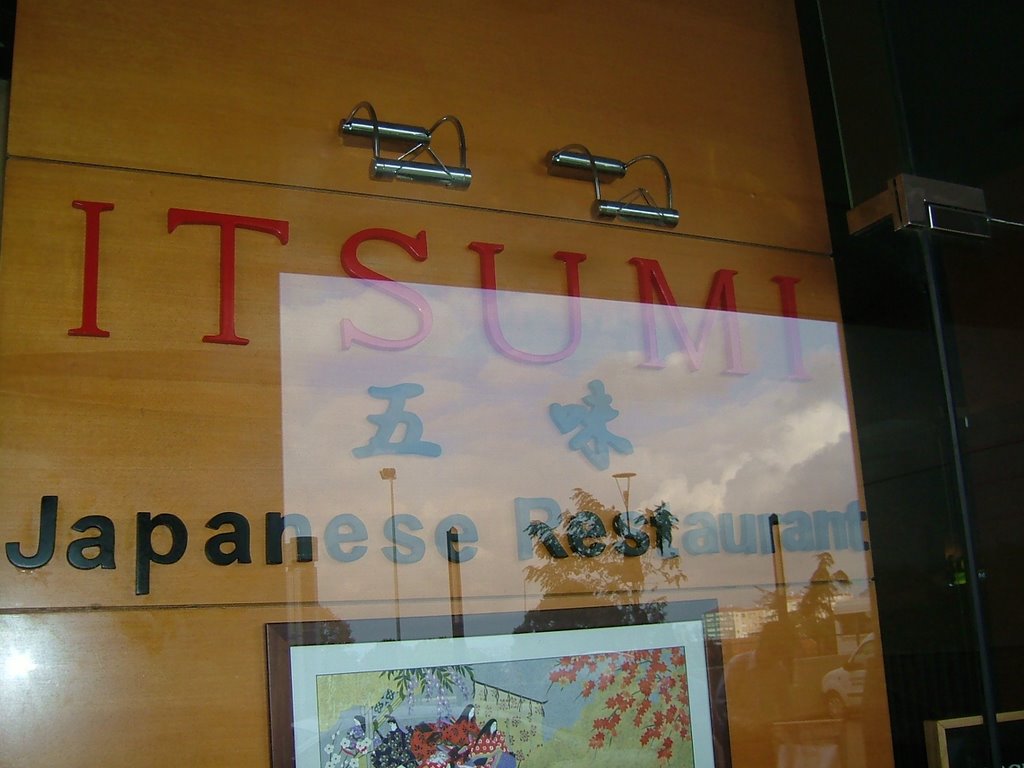 ITSUMI
五味
Japanese Restaurant